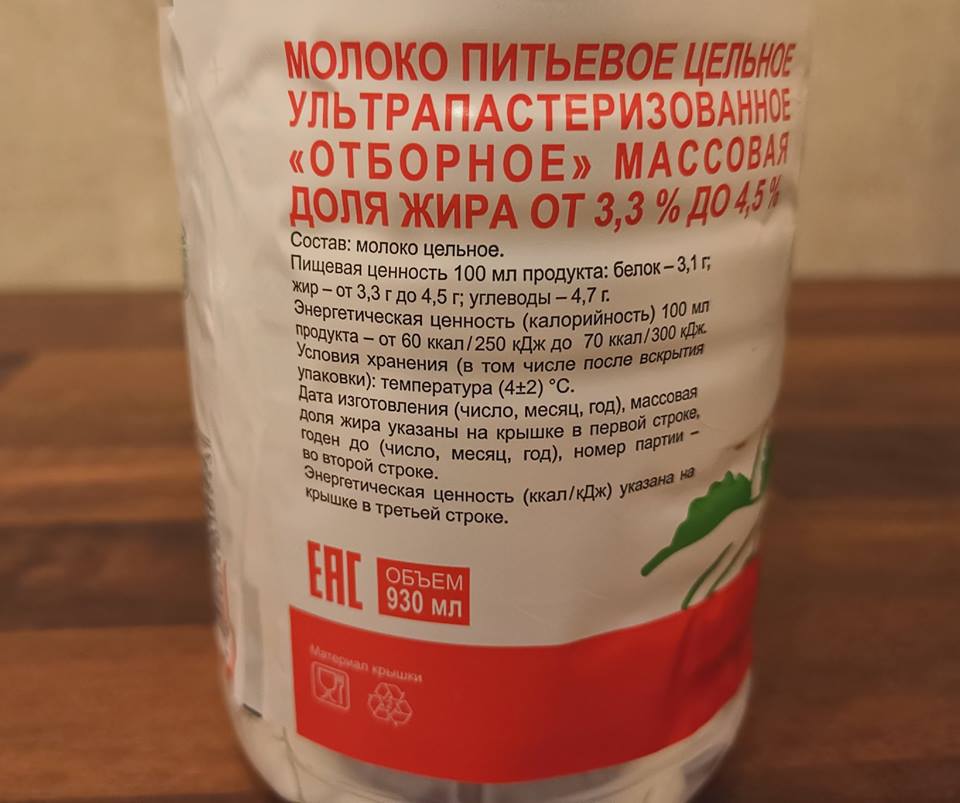 МОЛОКО ПИТЬЕВОЕ ЦЕЛЬНОЕ
УЛЬТРАПАСТЕРИЗОВАННОЕ
«ОТБОРНОЕ» МАССОВАЯ
ДОЛЯ ЖИРА ОТ 3,3 % ДО 4,5 %
Состав: молоко цельное.
Пищевая ценность 100 мл продукта: белок – 3,1 г;
жир – от 3,3 г до 4,5 г; углеводы – 4,7 г.
Энергетическая ценность (калорийность) 100 мл
продукта – от 60 ккал/250 кДж до 70 ккал/300 кДж.
Условия хранения (в том числе после вскрытия
упаковки): температура (4±2) °С.
Дата изготовления (число, месяц, год), массовая
доля жира указаны на крышке в первой строке,
годен до (число, месяц, год), номер партии –
во второй строке.
Энергетическая ценность (ккал/кДж) указана на
крышке в третьей строке.
ЕАС
ОБЪЕМ
930 мл
Материал крышки